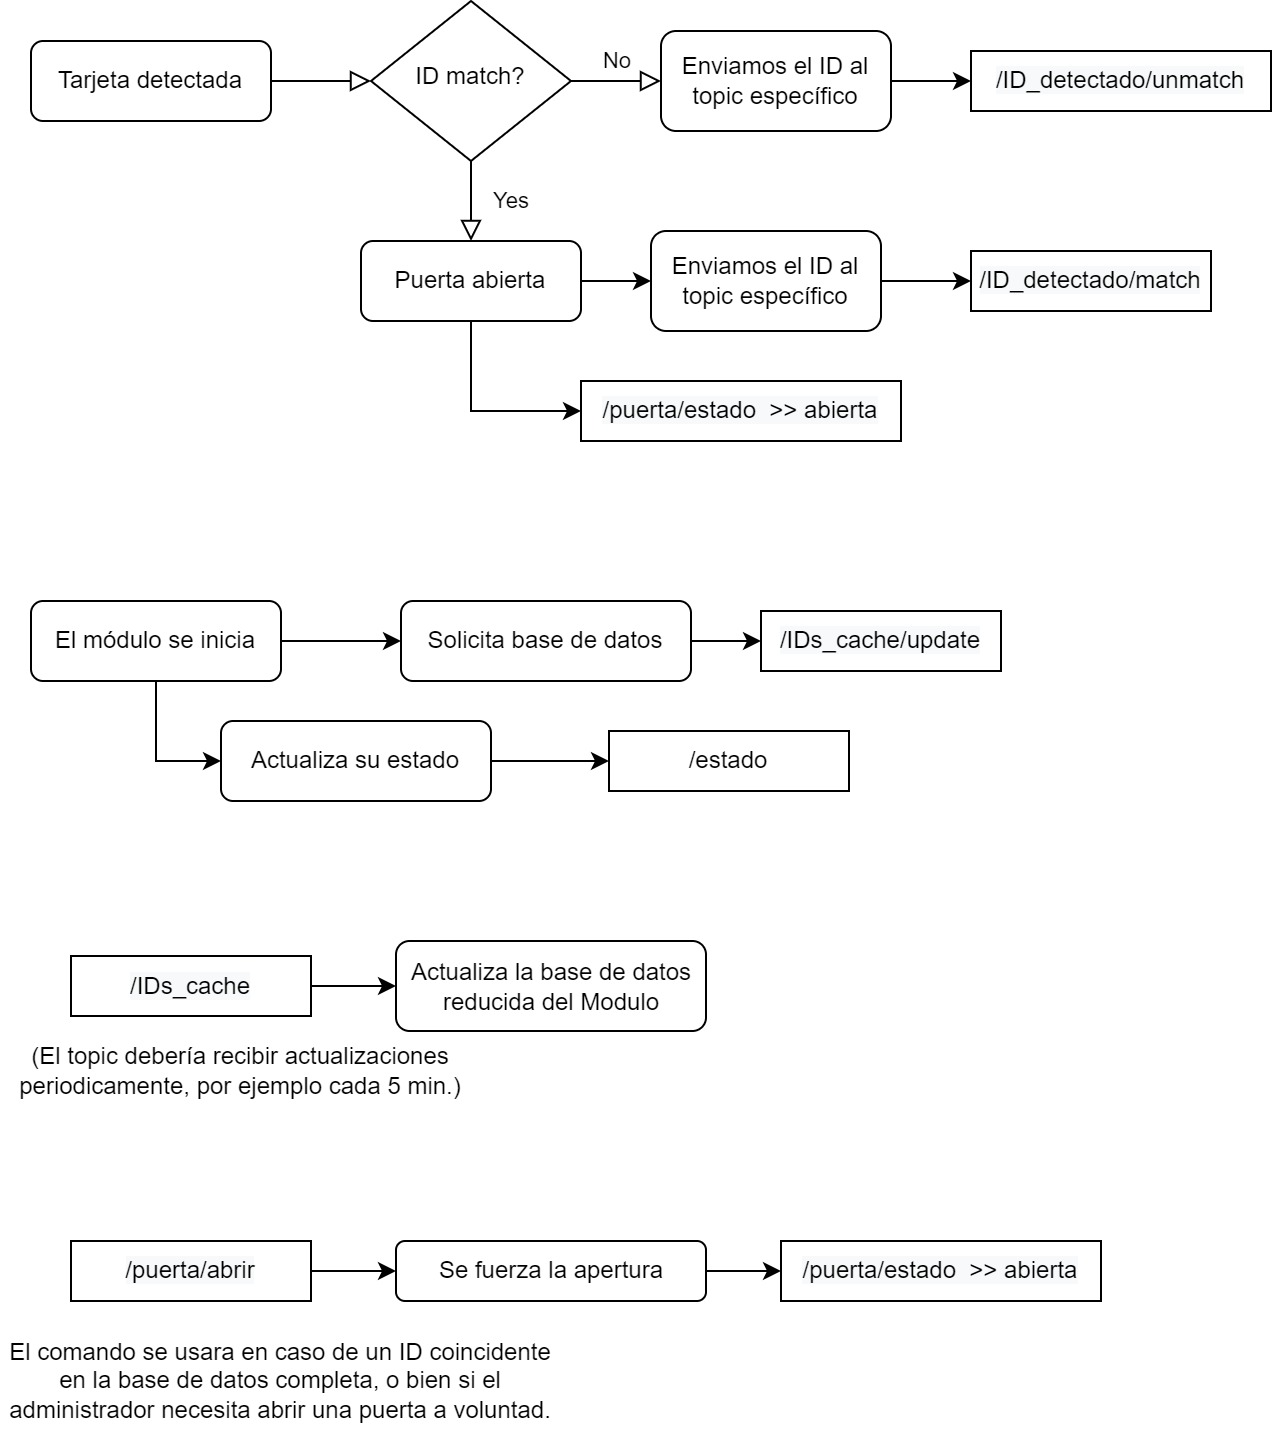 Tarjeta detectada
ID match?
No
Enviamos el ID al
topic específico
/ID_detectado/unmatch
Yes
Puerta abierta
Enviamos el ID al
topic específico
/ID_detectado/match
/puerta/estado  >> abierta
El módulo se inicia
Solicita base de datos
/IDs_cache/update
Actualiza su estado
/estado
/IDs_cache
Actualiza la base de datos
reducida del Modulo
(El topic debería recibir actualizaciones
periodicamente, por ejemplo cada 5 min.)
/puerta/abrir
Se fuerza la apertura
/puerta/estado  >> abierta
El comando se usara en caso de un ID coincidente
en la base de datos completa, o bien si el
administrador necesita abrir una puerta a voluntad.